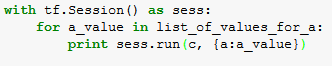 with tf.Session() as sess:
    for a_value in list_of_values_for_a:
        print sess.run(c, {a:a_value})